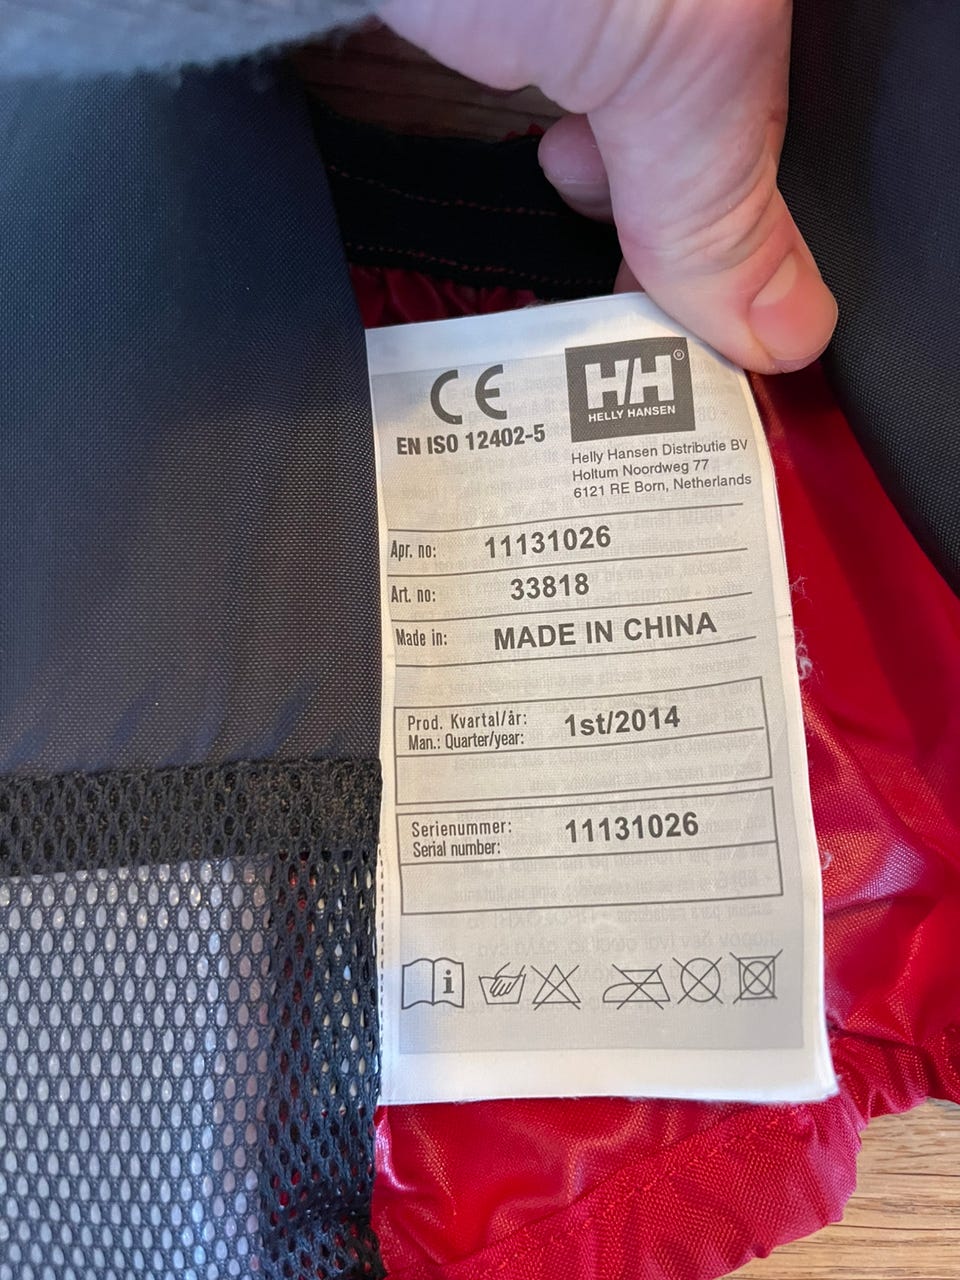 CE
EN ISO 12402-5
H/H®
HELLY HANSEN
Helly Hansen Distributie BV
Holtum Noordweg 77
6121 RE Born, Netherlands
Apr. no: 11131026
Art. no: 33818
Made in: MADE IN CHINA
Prod. Kvartal/år: 1st/2014
Man.: Quarter/year:
Serienummer: 11131026
Serial number:
i